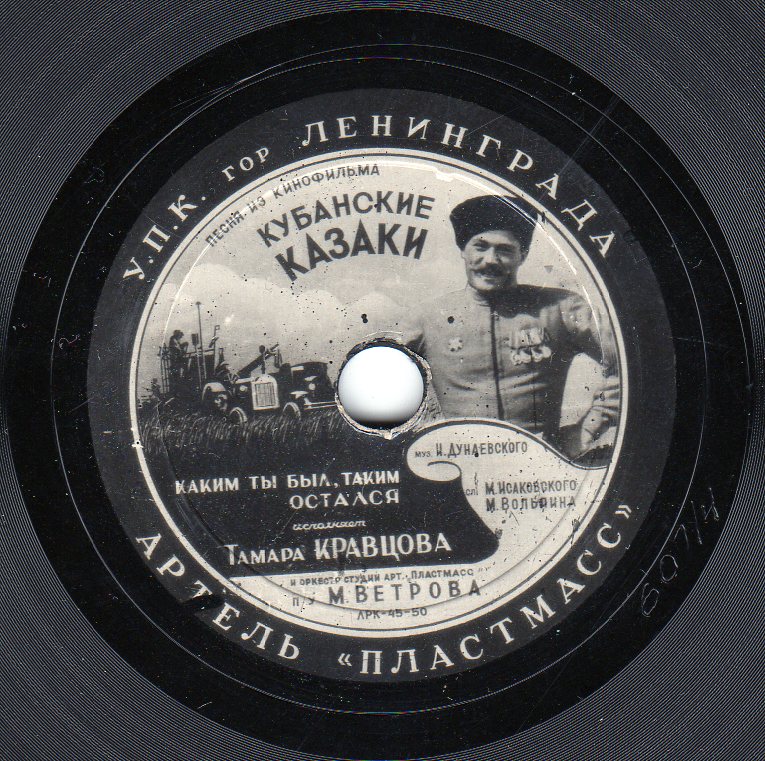 У.П.К. ГОР ЛЕНИНГРАДА
ПЕСНЯ ИЗ КИНОФИЛЬМА
КУБАНСКИЕ
КАЗАКИ
МУЗ. И. ДУНАЕВСКОГО
СЛ. М. ИСАКОВСКОГО
М. ВОЛЬПИНА
КАКИМ ТЫ БЫЛ, ТАКИМ
ОСТАЛСЯ
исполняет
ТАМАРА КРАВЦОВА
И ОРКЕСТР СТУДИИ АРТ. „ПЛАСТМАСС"
П/У М. ВЕТРОВА
ЛРК-45-50
АРТЕЛЬ «ПЛАСТМАСС»